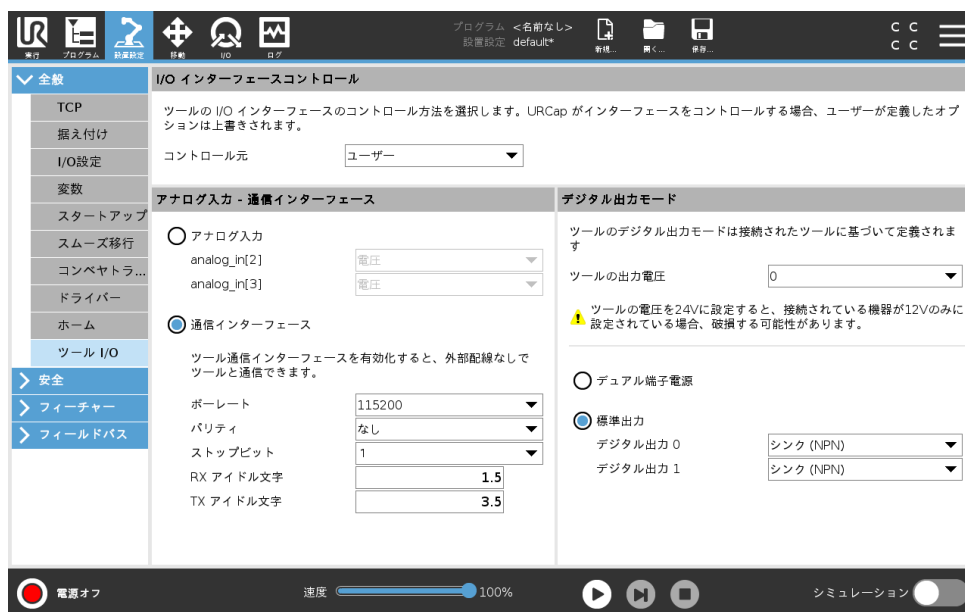 UR
実行
プログラム
設置設定
移動
I/O
ログ
プログラム <名前なし>
設置設定 default*
新規...
開く...
保存...
C C
C C
全般
TCP
据え付け
I/O設定
変数
スタートアップ
スムーズ移行
コンベヤトラ...
ドライバー
ホーム
ツール I/O
安全
フィーチャー
フィールドバス
I/O インターフェースコントロール
ツールの I/O インターフェースのコントロール方法を選択します。URCap がインターフェースをコントロールする場合、ユーザーが定義したオプ
ションは上書きされます。
コントロール元
ユーザー
アナログ入力 - 通信インターフェース
アナログ入力
analog_in[2] 電圧
analog_in[3] 電圧
通信インターフェース
ツール通信インターフェースを有効化すると、外部配線なしで
ツールと通信できます。
ボーレート 115200
パリティ なし
ストップビット 1
RX アイドル文字 1.5
TX アイドル文字 3.5
デジタル出力モード
ツールのデジタル出力モードは接続されたツールに基づいて定義されま
す
ツールの出力電圧 0
ツールの電圧を24Vに設定すると、接続されている機器が12Vのみに
設定されている場合、破損する可能性があります。
デュアル端子電源
標準出力
デジタル出力 0 シンク (NPN)
デジタル出力 1 シンク (NPN)
電源オフ
速度 100%
シミュレーション